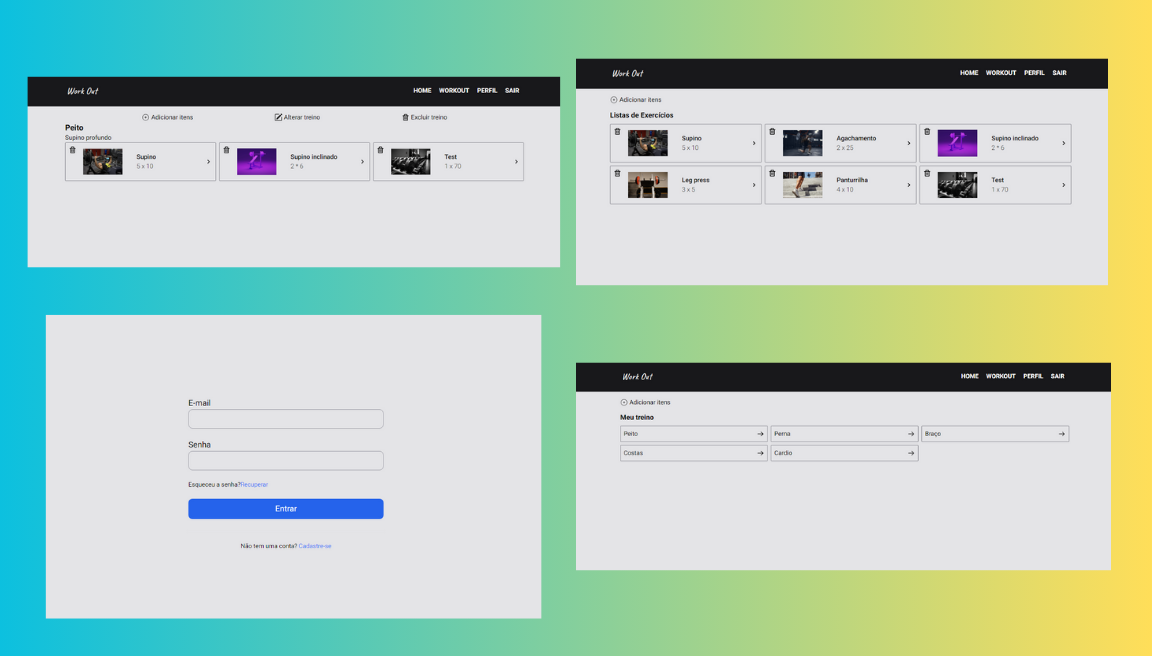 Work Out
HOME WORKOUT PERFIL SAIR
Adicionar itens Alterar treino Excluir treino
Peito
Supino profundo
Supino
5 x 10
Supino inclinado
2 * 6
Test
1 x 70
Work Out
HOME WORKOUT PERFIL SAIR
Adicionar itens
Listas de Exercícios
Supino
5 x 10
Agachamento
2 x 25
Supino inclinado
2 * 6
Leg press
3 x 5
Panturrilha
4 x 10
Test
1 x 70
E-mail
Senha
Esqueceu a senha?Recuperar
Entrar
Não tem uma conta? Cadastre-se
Work Out
HOME WORKOUT PERFIL SAIR
Adicionar itens
Meu treino
Peito
Perna
Braço
Costas
Cardio